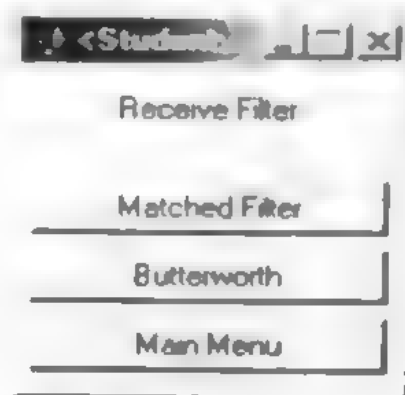 <Student
Receive Filter
Matched Filter
Butterworth
Main Menu